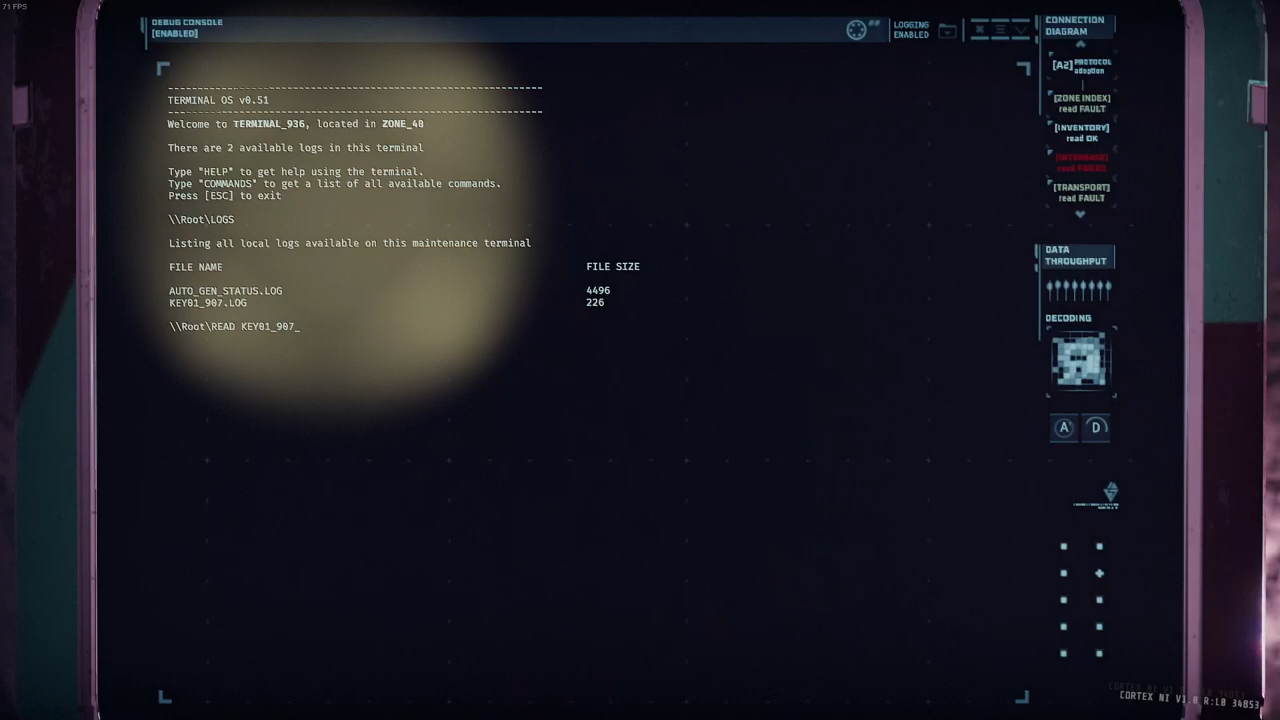 71 FPS
DEBUG CONSOLE
[ENABLED]
LOGGING
ENABLED
CONNECTION
DIAGRAM
[A2] PROTOCOL
adoption
[ZONE INDEX]
read FAULT
[INVENTORY]
read OK
read FAILED
[TRANSPORT]
read FAULT
DATA
THROUGHPUT
DECODING
A D
--------------------------------------------------------------
TERMINAL OS v0.51
--------------------------------------------------------------
Welcome to TERMINAL_936, located in ZONE_48
There are 2 available logs in this terminal
Type "HELP" to get help using the terminal.
Type "COMMANDS" to get a list of all available commands.
Press [ESC] to exit
\\Root\LOGS
Listing all local logs available on this maintenance terminal
FILE NAME FILE SIZE
AUTO_GEN_STATUS.LOG 4496
KEY01_907.LOG 226
\\Root\READ KEY01_907_
CORTEX NI V1.0 R:L0 34853